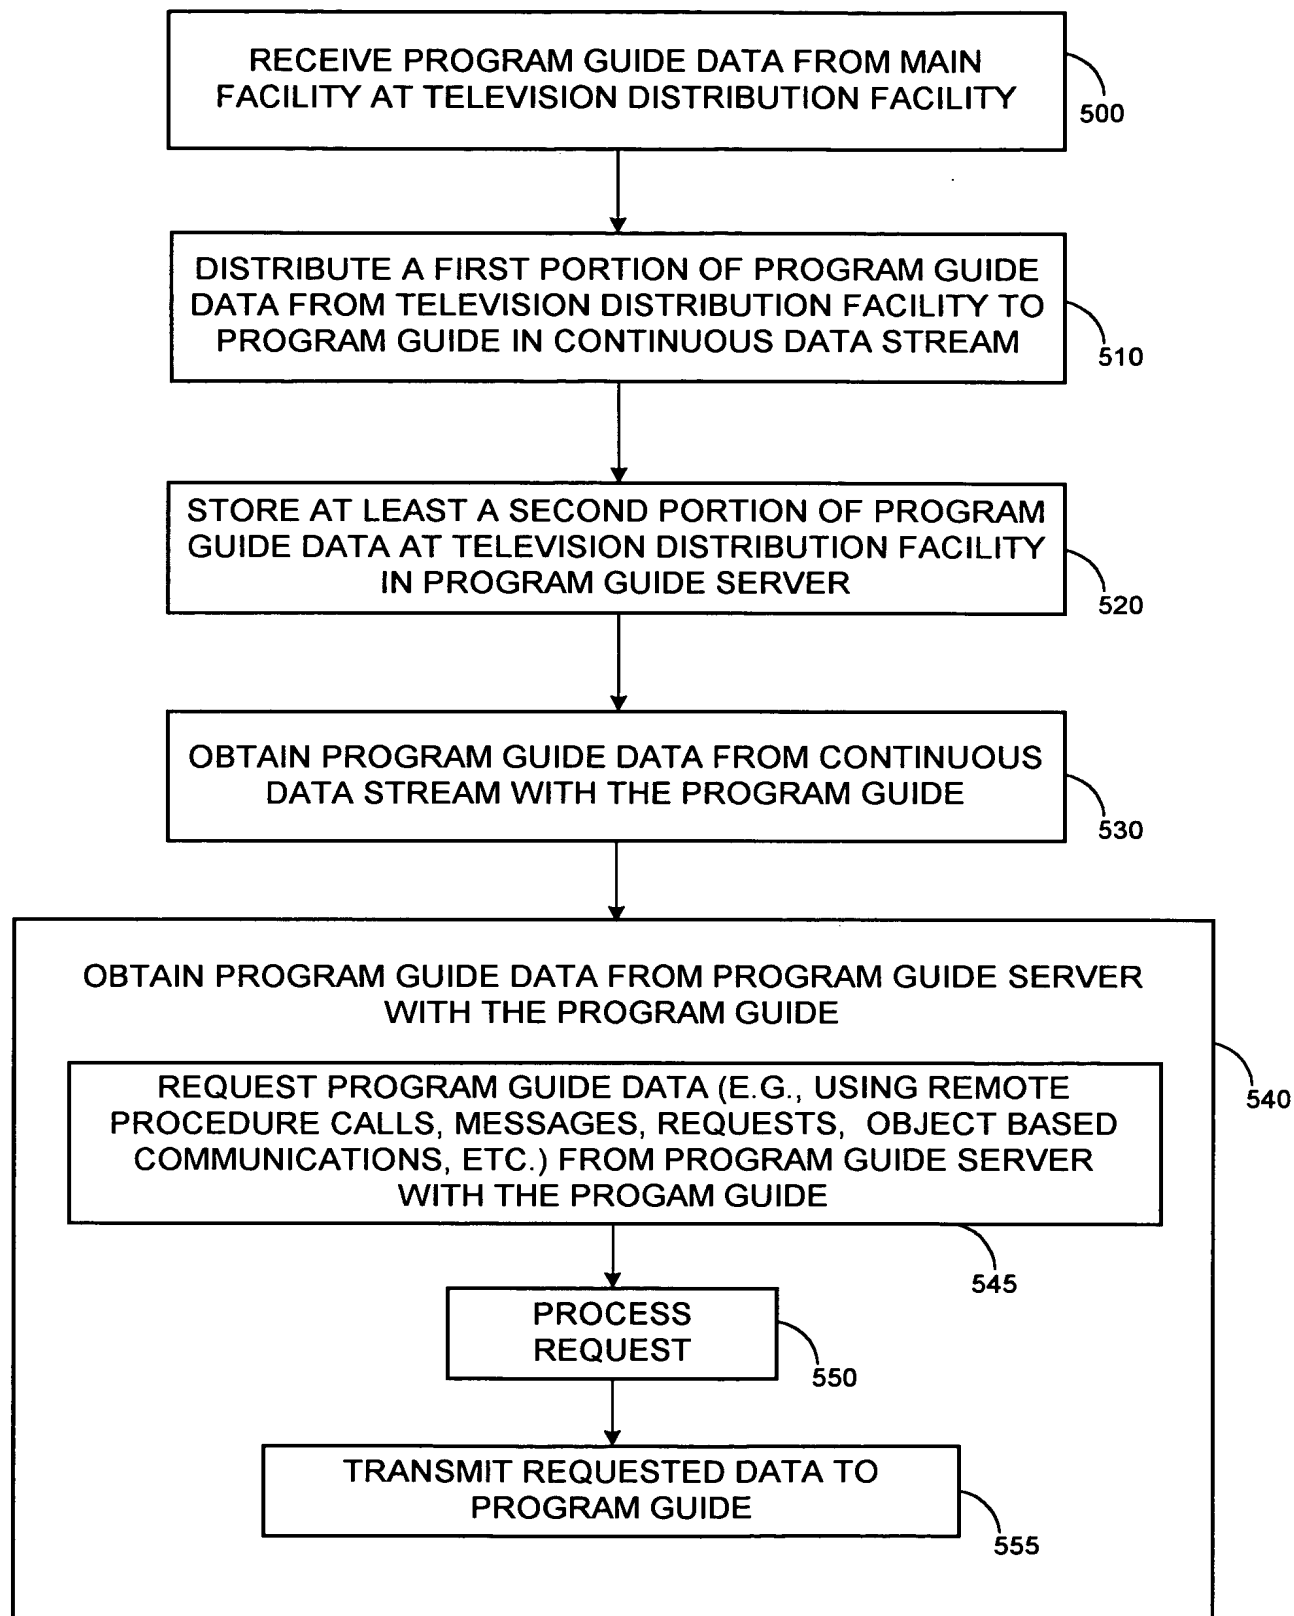 RECEIVE PROGRAM GUIDE DATA FROM MAIN
FACILITY AT TELEVISION DISTRIBUTION FACILITY
500
DISTRIBUTE A FIRST PORTION OF PROGRAM GUIDE
DATA FROM TELEVISION DISTRIBUTION FACILITY TO
PROGRAM GUIDE IN CONTINUOUS DATA STREAM
510
STORE AT LEAST A SECOND PORTION OF PROGRAM
GUIDE DATA AT TELEVISION DISTRIBUTION FACILITY
IN PROGRAM GUIDE SERVER
520
OBTAIN PROGRAM GUIDE DATA FROM CONTINUOUS
DATA STREAM WITH THE PROGRAM GUIDE
530
OBTAIN PROGRAM GUIDE DATA FROM PROGRAM GUIDE SERVER
WITH THE PROGRAM GUIDE
540
REQUEST PROGRAM GUIDE DATA (E.G., USING REMOTE
PROCEDURE CALLS, MESSAGES, REQUESTS, OBJECT BASED
COMMUNICATIONS, ETC.) FROM PROGRAM GUIDE SERVER
WITH THE PROGAM GUIDE
545
PROCESS
REQUEST
550
TRANSMIT REQUESTED DATA TO
PROGRAM GUIDE
555